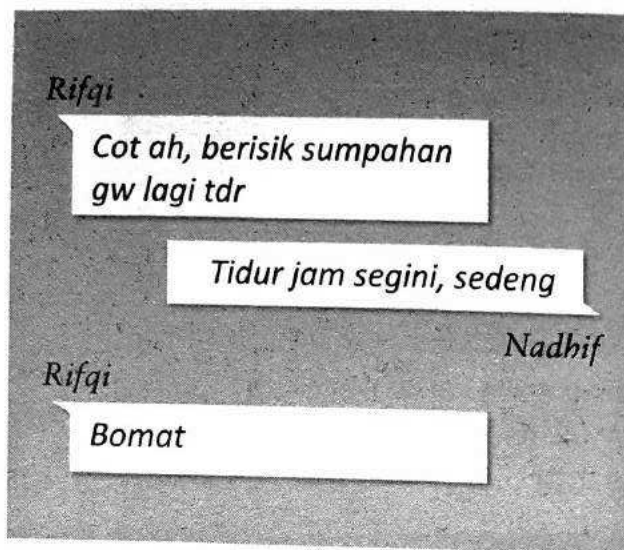 Rifqi
Cot ah, berisik sumpahan
gw lagi tdr
Tidur jam segini, sedeng
Nadhif
Rifqi
Bomat